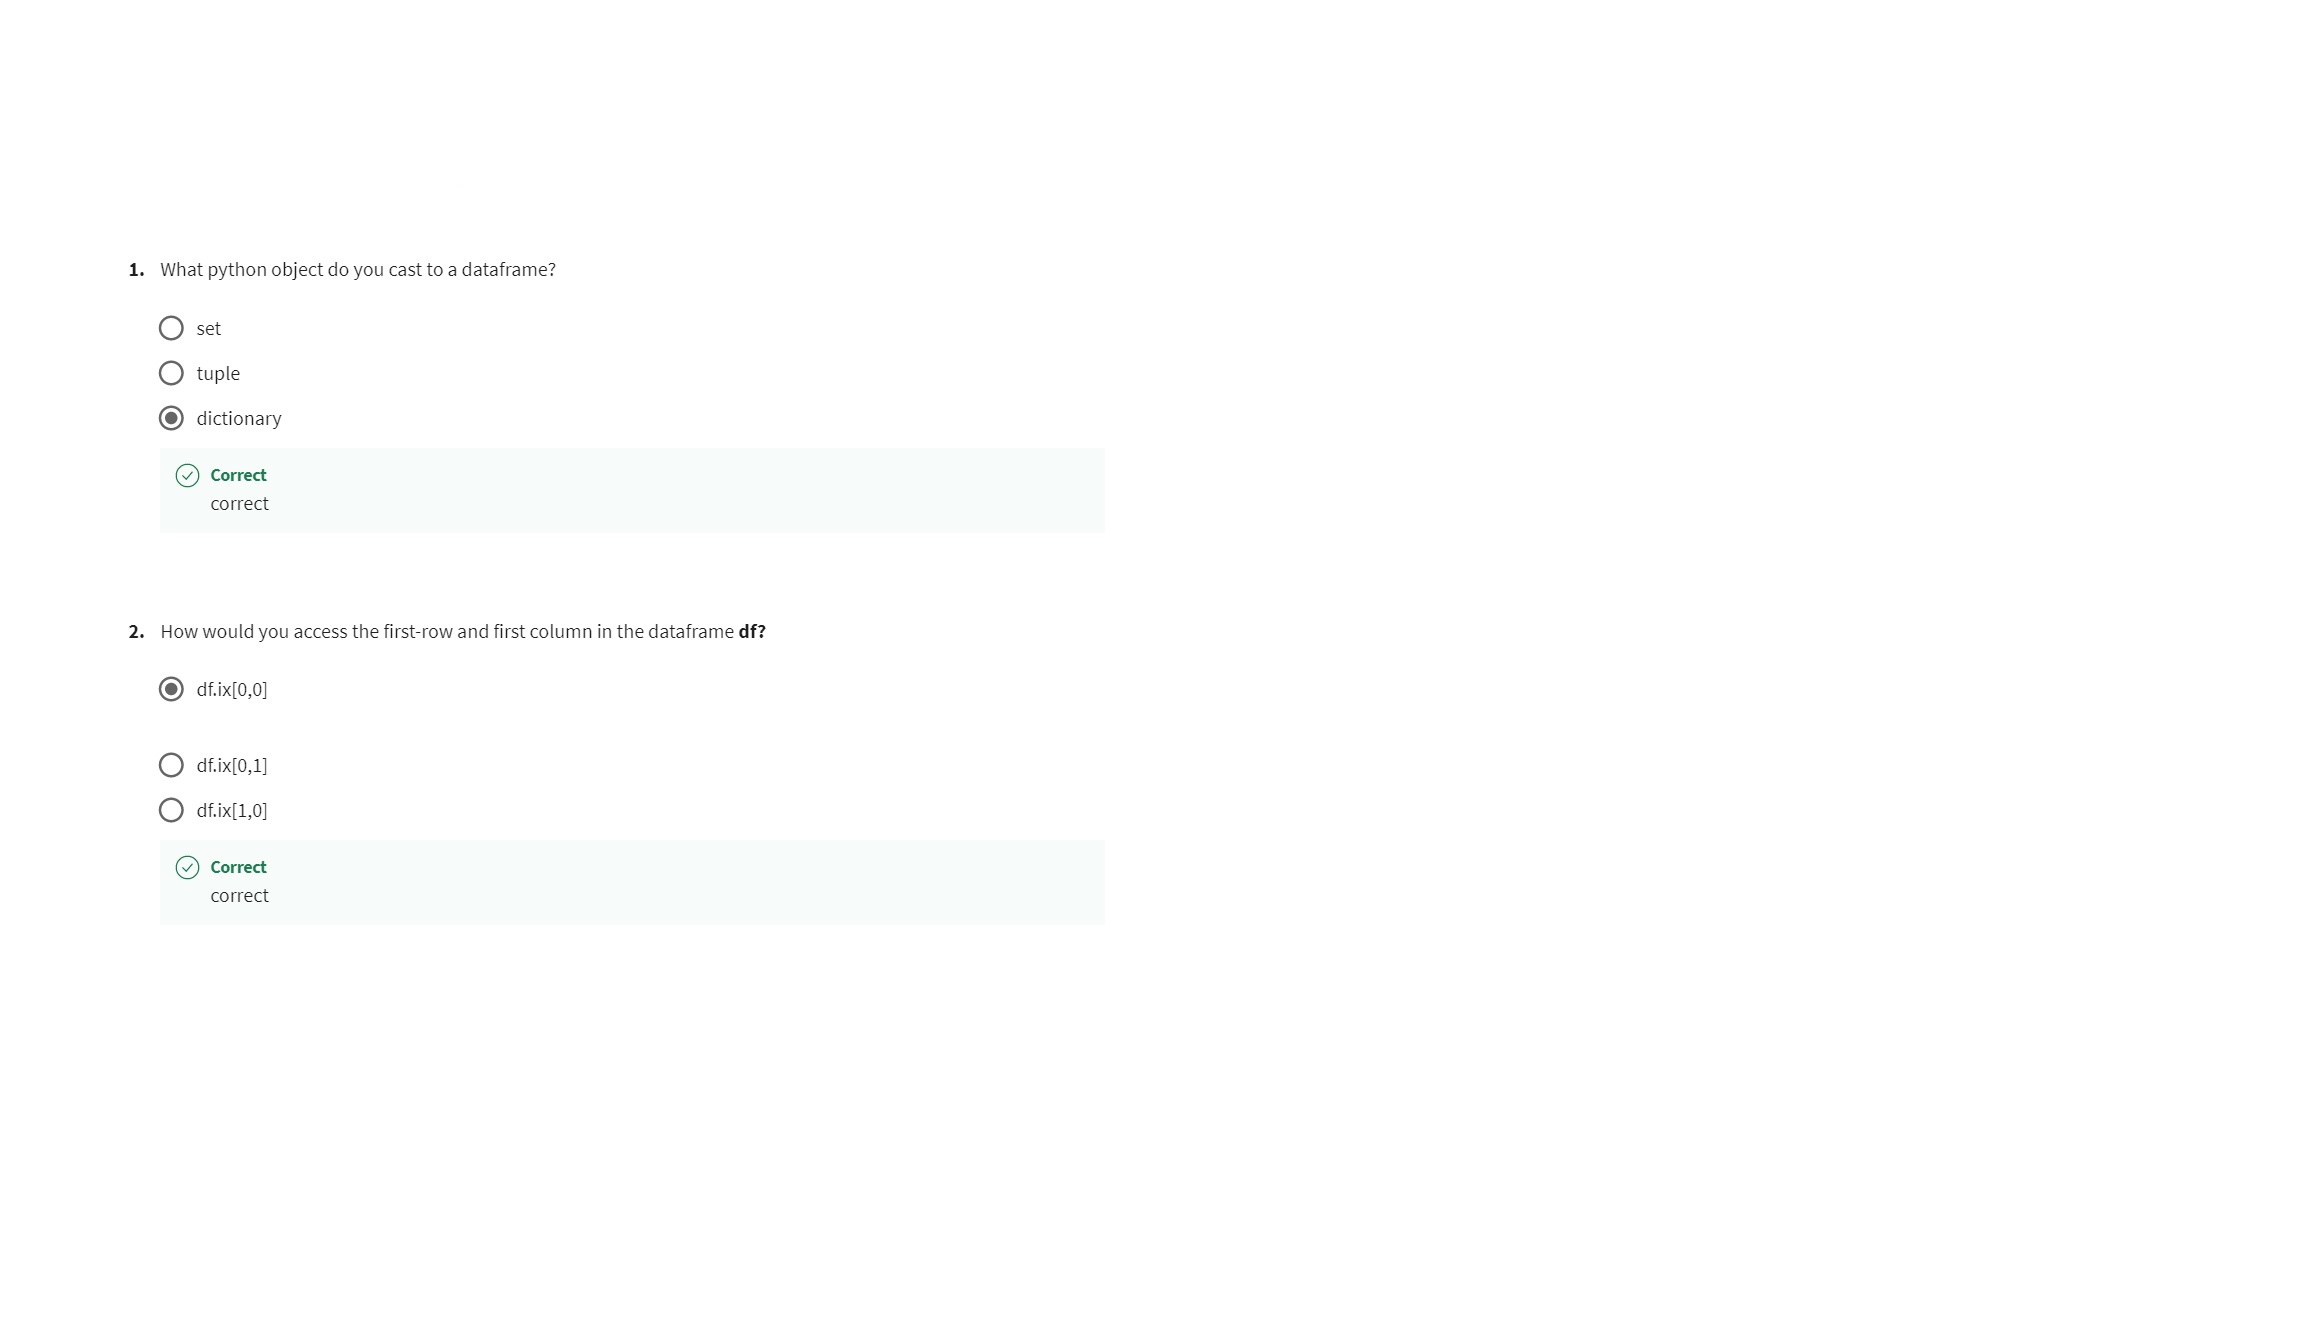 1. What python object do you cast to a dataframe?
set
tuple
dictionary
Correct
correct
2. How would you access the first-row and first column in the dataframe df?
df.ix[0,0]
df.ix[0,1]
df.ix[1,0]
Correct
correct